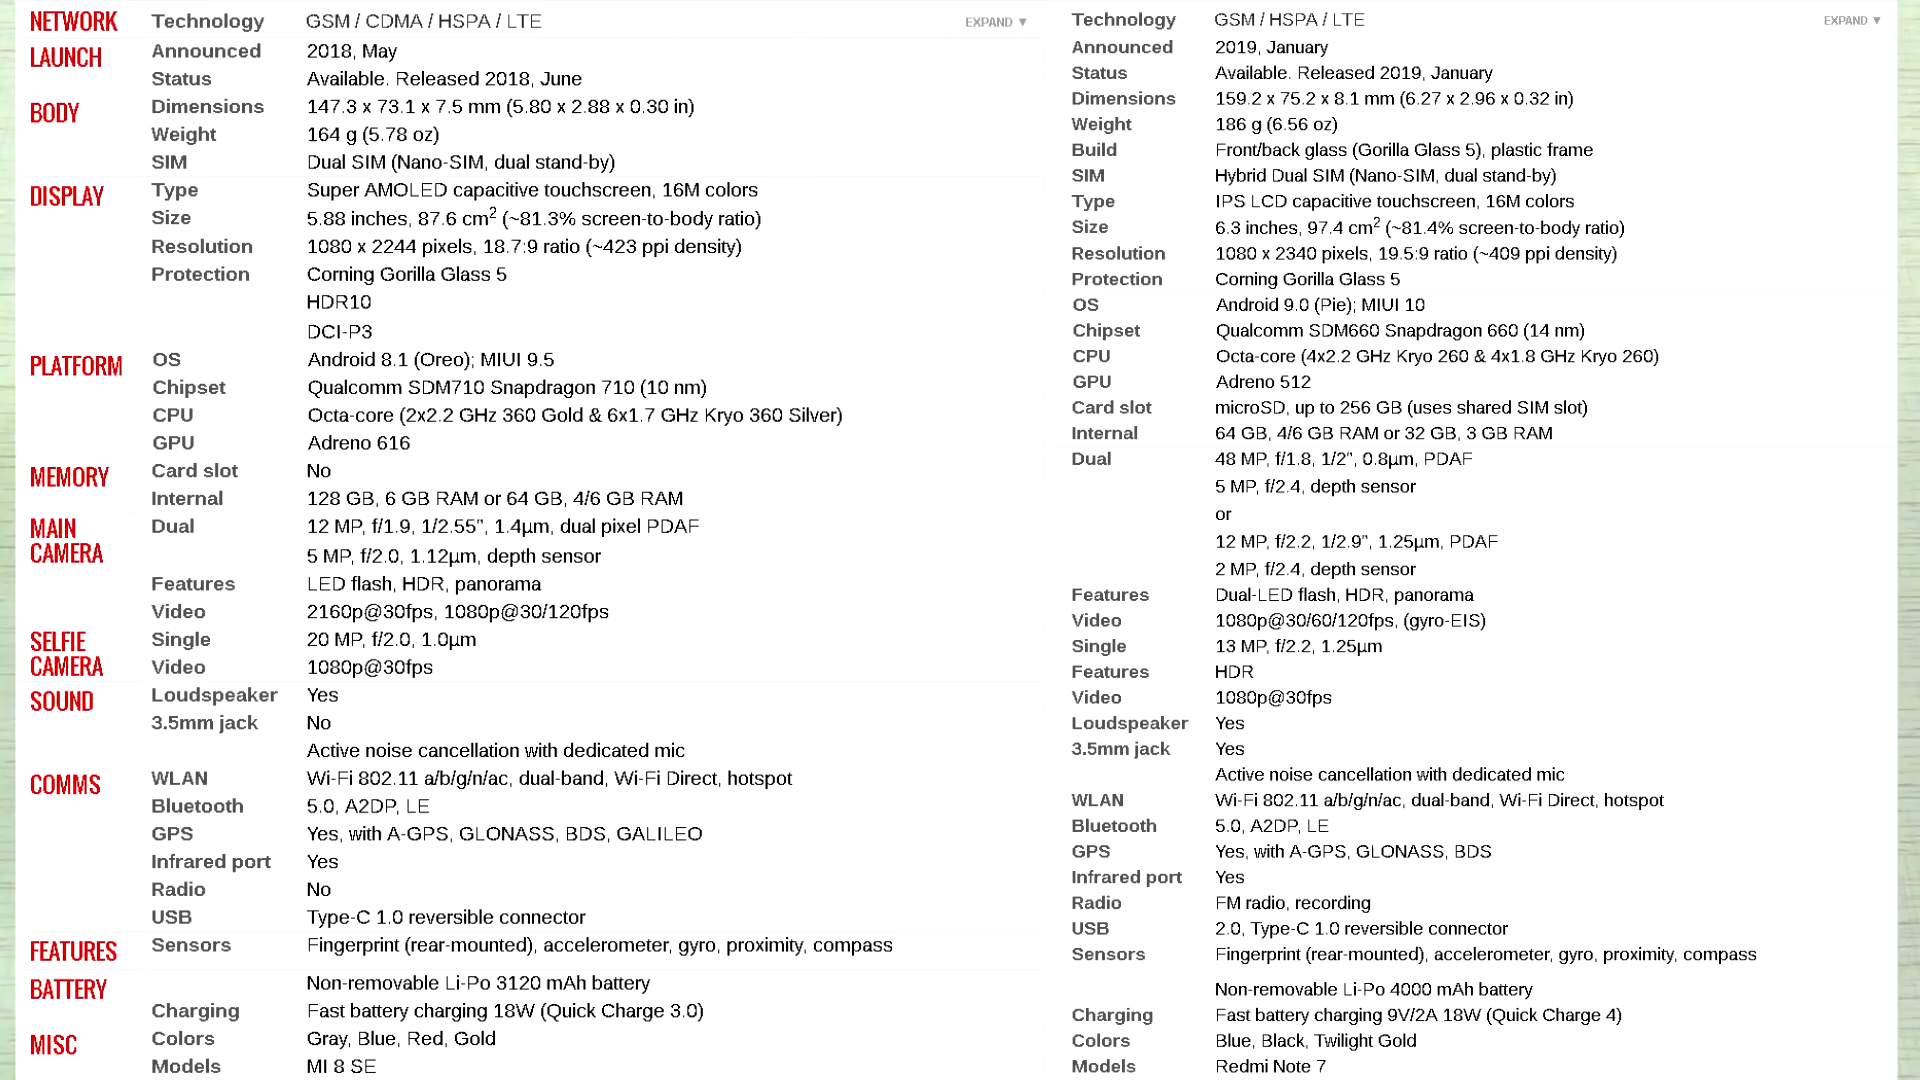 NETWORK Technology GSM / CDMA / HSPA / LTE EXPAND ▼
LAUNCH Announced 2018, May
Status Available. Released 2018, June
BODY Dimensions 147.3 x 73.1 x 7.5 mm (5.80 x 2.88 x 0.30 in)
Weight 164 g (5.78 oz)
SIM Dual SIM (Nano-SIM, dual stand-by)
DISPLAY Type Super AMOLED capacitive touchscreen, 16M colors
Size 5.88 inches, 87.6 cm2 (~81.3% screen-to-body ratio)
Resolution 1080 x 2244 pixels, 18.7:9 ratio (~423 ppi density)
Protection Corning Gorilla Glass 5
HDR10
DCI-P3
PLATFORM OS Android 8.1 (Oreo); MIUI 9.5
Chipset Qualcomm SDM710 Snapdragon 710 (10 nm)
CPU Octa-core (2x2.2 GHz 360 Gold & 6x1.7 GHz Kryo 360 Silver)
GPU Adreno 616
MEMORY Card slot No
Internal 128 GB, 6 GB RAM or 64 GB, 4/6 GB RAM
MAIN CAMERA Dual 12 MP, f/1.9, 1/2.55", 1.4µm, dual pixel PDAF
5 MP, f/2.0, 1.12µm, depth sensor
Features LED flash, HDR, panorama
Video 2160p@30fps, 1080p@30/120fps
SELFIE CAMERA Single 20 MP, f/2.0, 1.0µm
Video 1080p@30fps
SOUND Loudspeaker Yes
3.5mm jack No
Active noise cancellation with dedicated mic
COMMS WLAN Wi-Fi 802.11 a/b/g/n/ac, dual-band, Wi-Fi Direct, hotspot
Bluetooth 5.0, A2DP, LE
GPS Yes, with A-GPS, GLONASS, BDS, GALILEO
Infrared port Yes
Radio No
USB Type-C 1.0 reversible connector
FEATURES Sensors Fingerprint (rear-mounted), accelerometer, gyro, proximity, compass
BATTERY Non-removable Li-Po 3120 mAh battery
Charging Fast battery charging 18W (Quick Charge 3.0)
MISC Colors Gray, Blue, Red, Gold
Models MI 8 SE
Technology GSM / HSPA / LTE EXPAND ▼
Announced 2019, January
Status Available. Released 2019, January
Dimensions 159.2 x 75.2 x 8.1 mm (6.27 x 2.96 x 0.32 in)
Weight 186 g (6.56 oz)
Build Front/back glass (Gorilla Glass 5), plastic frame
SIM Hybrid Dual SIM (Nano-SIM, dual stand-by)
Type IPS LCD capacitive touchscreen, 16M colors
Size 6.3 inches, 97.4 cm2 (~81.4% screen-to-body ratio)
Resolution 1080 x 2340 pixels, 19.5:9 ratio (~409 ppi density)
Protection Corning Gorilla Glass 5
OS Android 9.0 (Pie); MIUI 10
Chipset Qualcomm SDM660 Snapdragon 660 (14 nm)
CPU Octa-core (4x2.2 GHz Kryo 260 & 4x1.8 GHz Kryo 260)
GPU Adreno 512
Card slot microSD, up to 256 GB (uses shared SIM slot)
Internal 64 GB, 4/6 GB RAM or 32 GB, 3 GB RAM
Dual 48 MP, f/1.8, 1/2", 0.8µm, PDAF
5 MP, f/2.4, depth sensor
or
12 MP, f/2.2, 1/2.9", 1.25µm, PDAF
2 MP, f/2.4, depth sensor
Features Dual-LED flash, HDR, panorama
Video 1080p@30/60/120fps, (gyro-EIS)
Single 13 MP, f/2.2, 1.25µm
Features HDR
Video 1080p@30fps
Loudspeaker Yes
3.5mm jack Yes
Active noise cancellation with dedicated mic
WLAN Wi-Fi 802.11 a/b/g/n/ac, dual-band, Wi-Fi Direct, hotspot
Bluetooth 5.0, A2DP, LE
GPS Yes, with A-GPS, GLONASS, BDS
Infrared port Yes
Radio FM radio, recording
USB 2.0, Type-C 1.0 reversible connector
Sensors Fingerprint (rear-mounted), accelerometer, gyro, proximity, compass
Non-removable Li-Po 4000 mAh battery
Charging Fast battery charging 9V/2A 18W (Quick Charge 4)
Colors Blue, Black, Twilight Gold
Models Redmi Note 7